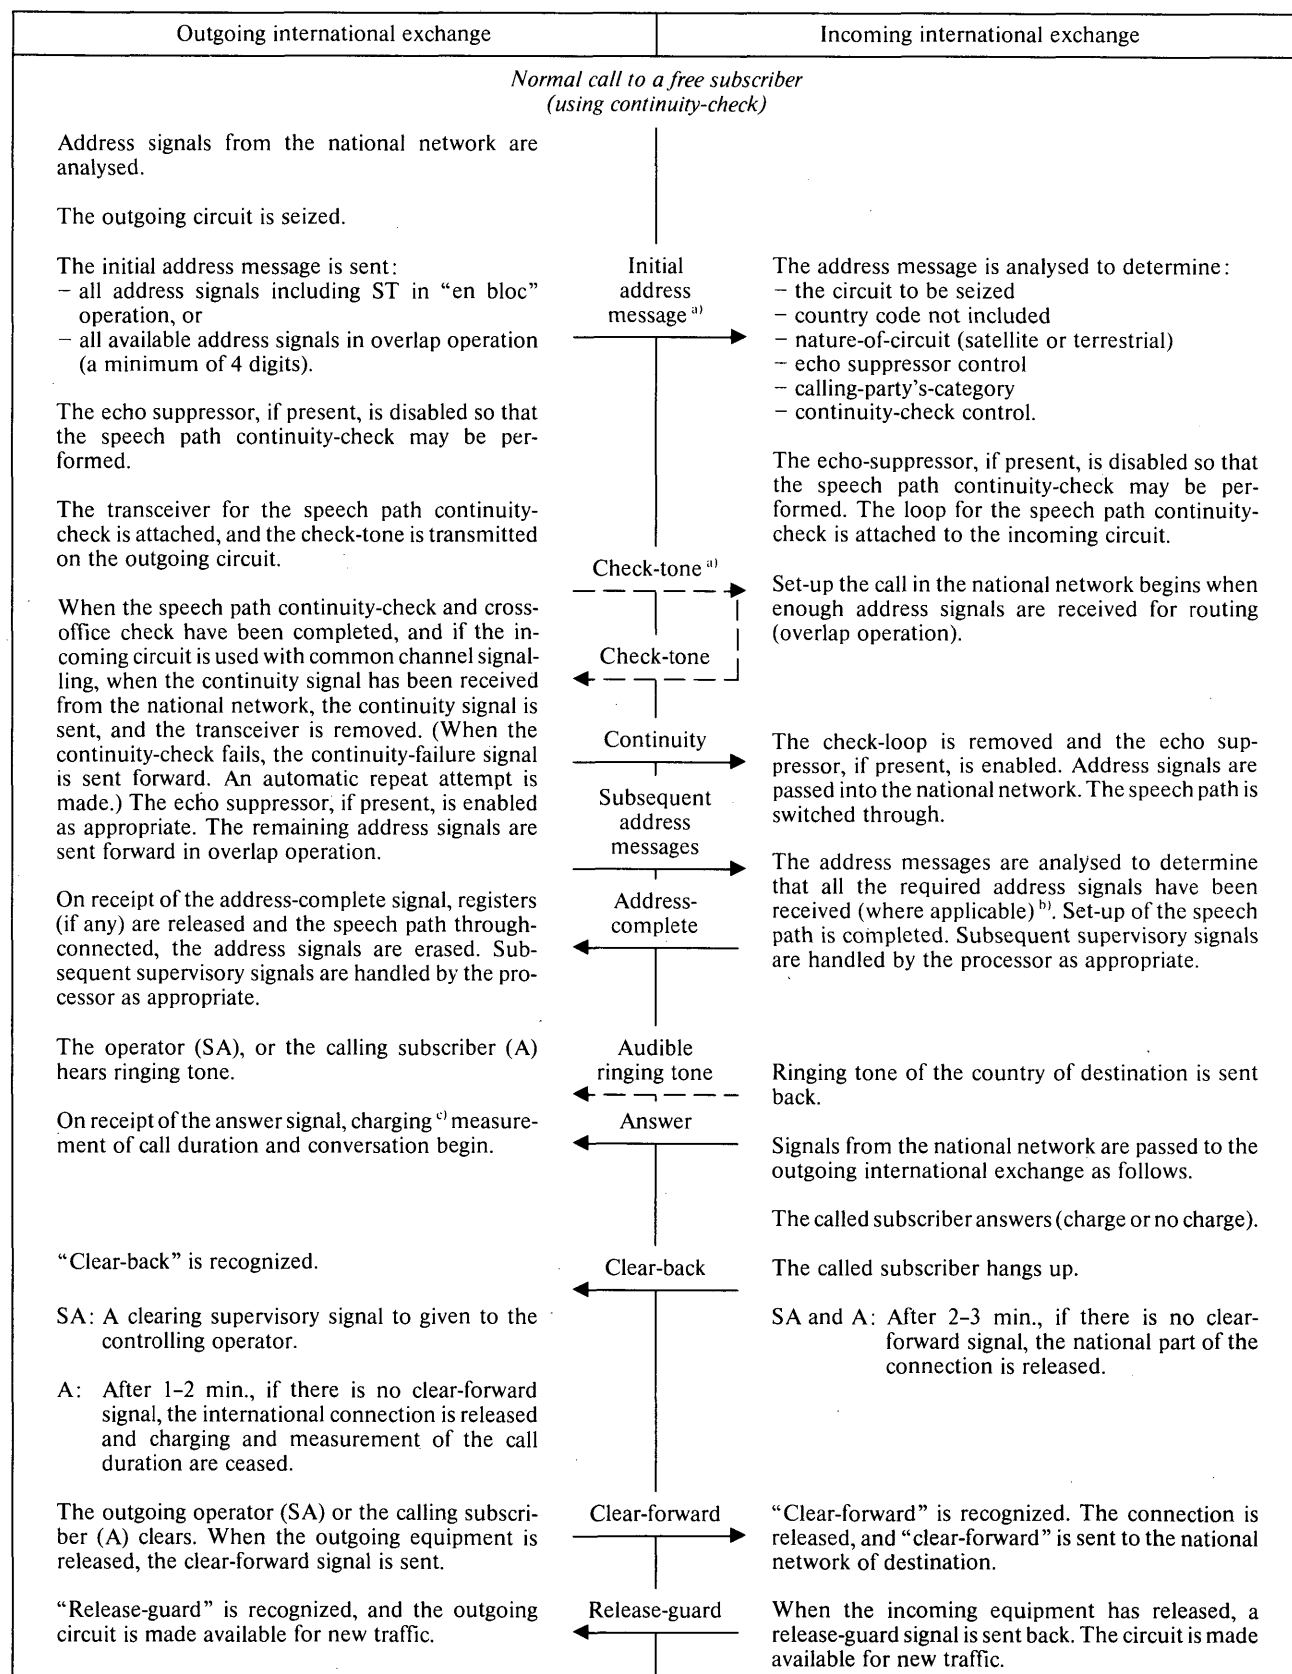 Outgoing international exchange
Incoming international exchange
Normal call to a free subscriber
(using continuity-check)
Address signals from the national network are
analysed.
The outgoing circuit is seized.
The initial address message is sent:
– all address signals including ST in “en bloc”
operation, or
– all available address signals in overlap operation
(a minimum of 4 digits).
Initial
address
message a)
The address message is analysed to determine:
– the circuit to be seized
– country code not included
– nature-of-circuit (satellite or terrestrial)
– echo suppressor control
– calling-party's-category
– continuity-check control.
The echo suppressor, if present, is disabled so that
the speech path continuity-check may be per-
formed.
The echo-suppressor, if present, is disabled so that
the speech path continuity-check may be per-
formed. The loop for the speech path continuity-
check is attached to the incoming circuit.
The transceiver for the speech path continuity-
check is attached, and the check-tone is transmitted
on the outgoing circuit.
Check-tone a)
Set-up the call in the national network begins when
enough address signals are received for routing
(overlap operation).
When the speech path continuity-check and cross-
office check have been completed, and if the in-
coming circuit is used with common channel signal-
ling, when the continuity signal has been received
from the national network, the continuity signal is
sent, and the transceiver is removed. (When the
continuity-check fails, the continuity-failure signal
is sent forward. An automatic repeat attempt is
made.) The echo suppressor, if present, is enabled
as appropriate. The remaining address signals are
sent forward in overlap operation.
Check-tone
Continuity
The check-loop is removed and the echo sup-
pressor, if present, is enabled. Address signals are
passed into the national network. The speech path is
switched through.
Subsequent
address
messages
The address messages are analysed to determine
that all the required address signals have been
received (where applicable) b). Set-up of the speech
path is completed. Subsequent supervisory signals
are handled by the processor as appropriate.
On receipt of the address-complete signal, registers
(if any) are released and the speech path through-
connected, the address signals are erased. Sub-
sequent supervisory signals are handled by the pro-
cessor as appropriate.
Address-
complete
The operator (SA), or the calling subscriber (A)
hears ringing tone.
Audible
ringing tone
Ringing tone of the country of destination is sent
back.
On receipt of the answer signal, charging c) measure-
ment of call duration and conversation begin.
Answer
Signals from the national network are passed to the
outgoing international exchange as follows.
The called subscriber answers (charge or no charge).
“Clear-back” is recognized.
Clear-back
The called subscriber hangs up.
SA: A clearing supervisory signal to given to the
controlling operator.
SA and A: After 2–3 min., if there is no clear-
forward signal, the national part of the
connection is released.
A: After 1–2 min., if there is no clear-forward
signal, the international connection is released
and charging and measurement of the call
duration are ceased.
The outgoing operator (SA) or the calling subscri-
ber (A) clears. When the outgoing equipment is
released, the clear-forward signal is sent.
Clear-forward
“Clear-forward” is recognized. The connection is
released, and “clear-forward” is sent to the national
network of destination.
“Release-guard” is recognized, and the outgoing
circuit is made available for new traffic.
Release-guard
When the incoming equipment has released, a
release-guard signal is sent back. The circuit is made
available for new traffic.